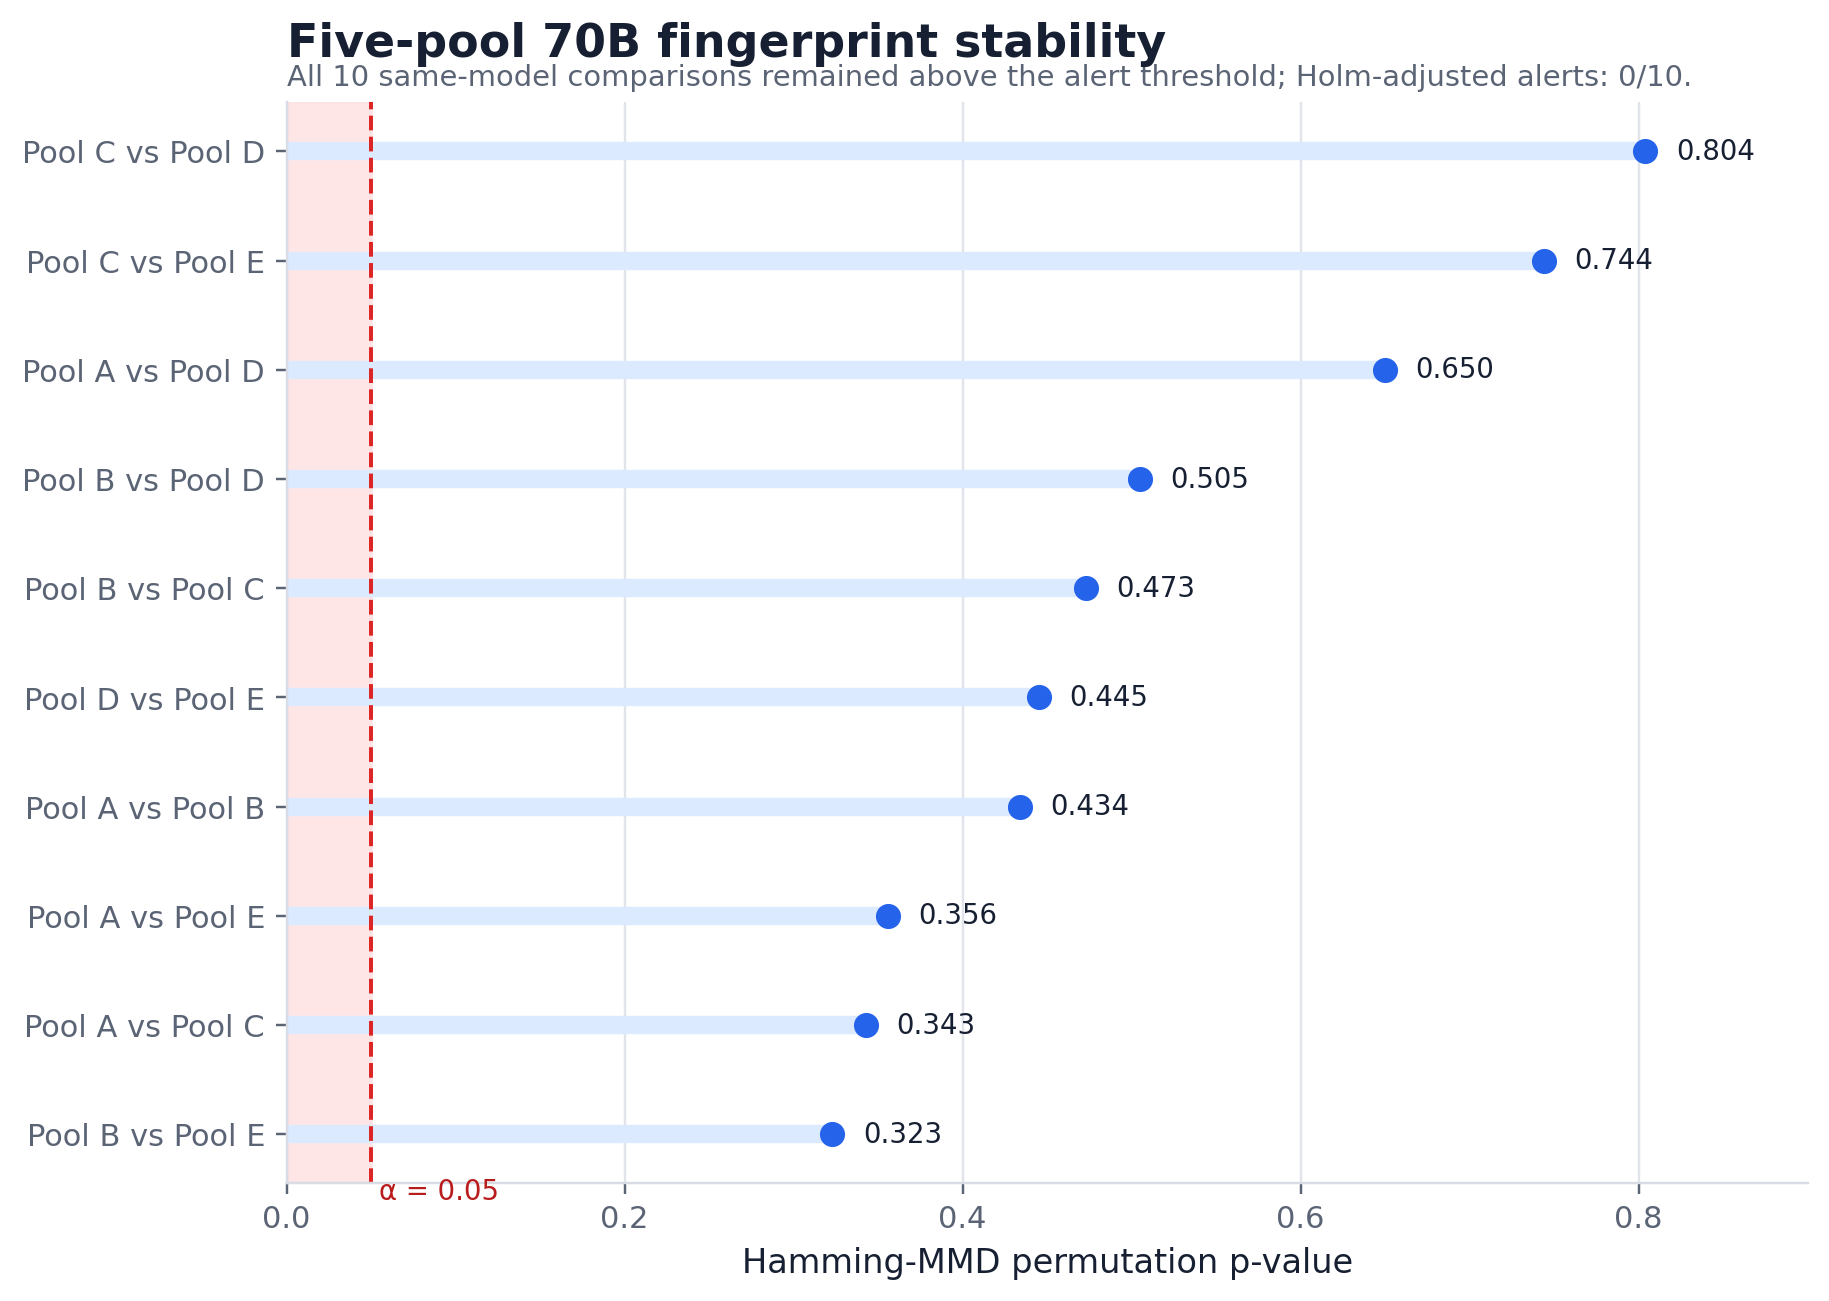 Five-pool 70B fingerprint stability
All 10 same-model comparisons remained above the alert threshold; Holm-adjusted alerts: 0/10.
Pool C vs Pool D 0.804
Pool C vs Pool E 0.744
Pool A vs Pool D 0.650
Pool B vs Pool D 0.505
Pool B vs Pool C 0.473
Pool D vs Pool E 0.445
Pool A vs Pool B 0.434
Pool A vs Pool E 0.356
Pool A vs Pool C 0.343
Pool B vs Pool E 0.323
α = 0.05
0.0 0.2 0.4 0.6 0.8
Hamming-MMD permutation p-value